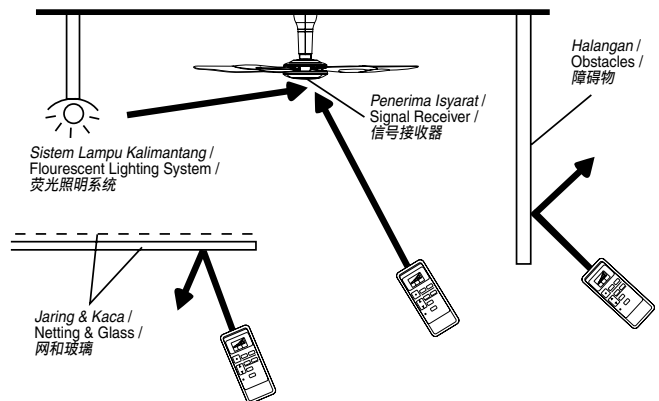 Halangan /
Obstacles /
障碍物
Penerima Isyarat /
Signal Receiver /
信号接收器
Sistem Lampu Kalimantang /
Flourescent Lighting System /
荧光照明系统
Jaring & Kaca /
Netting & Glass /
网和玻璃